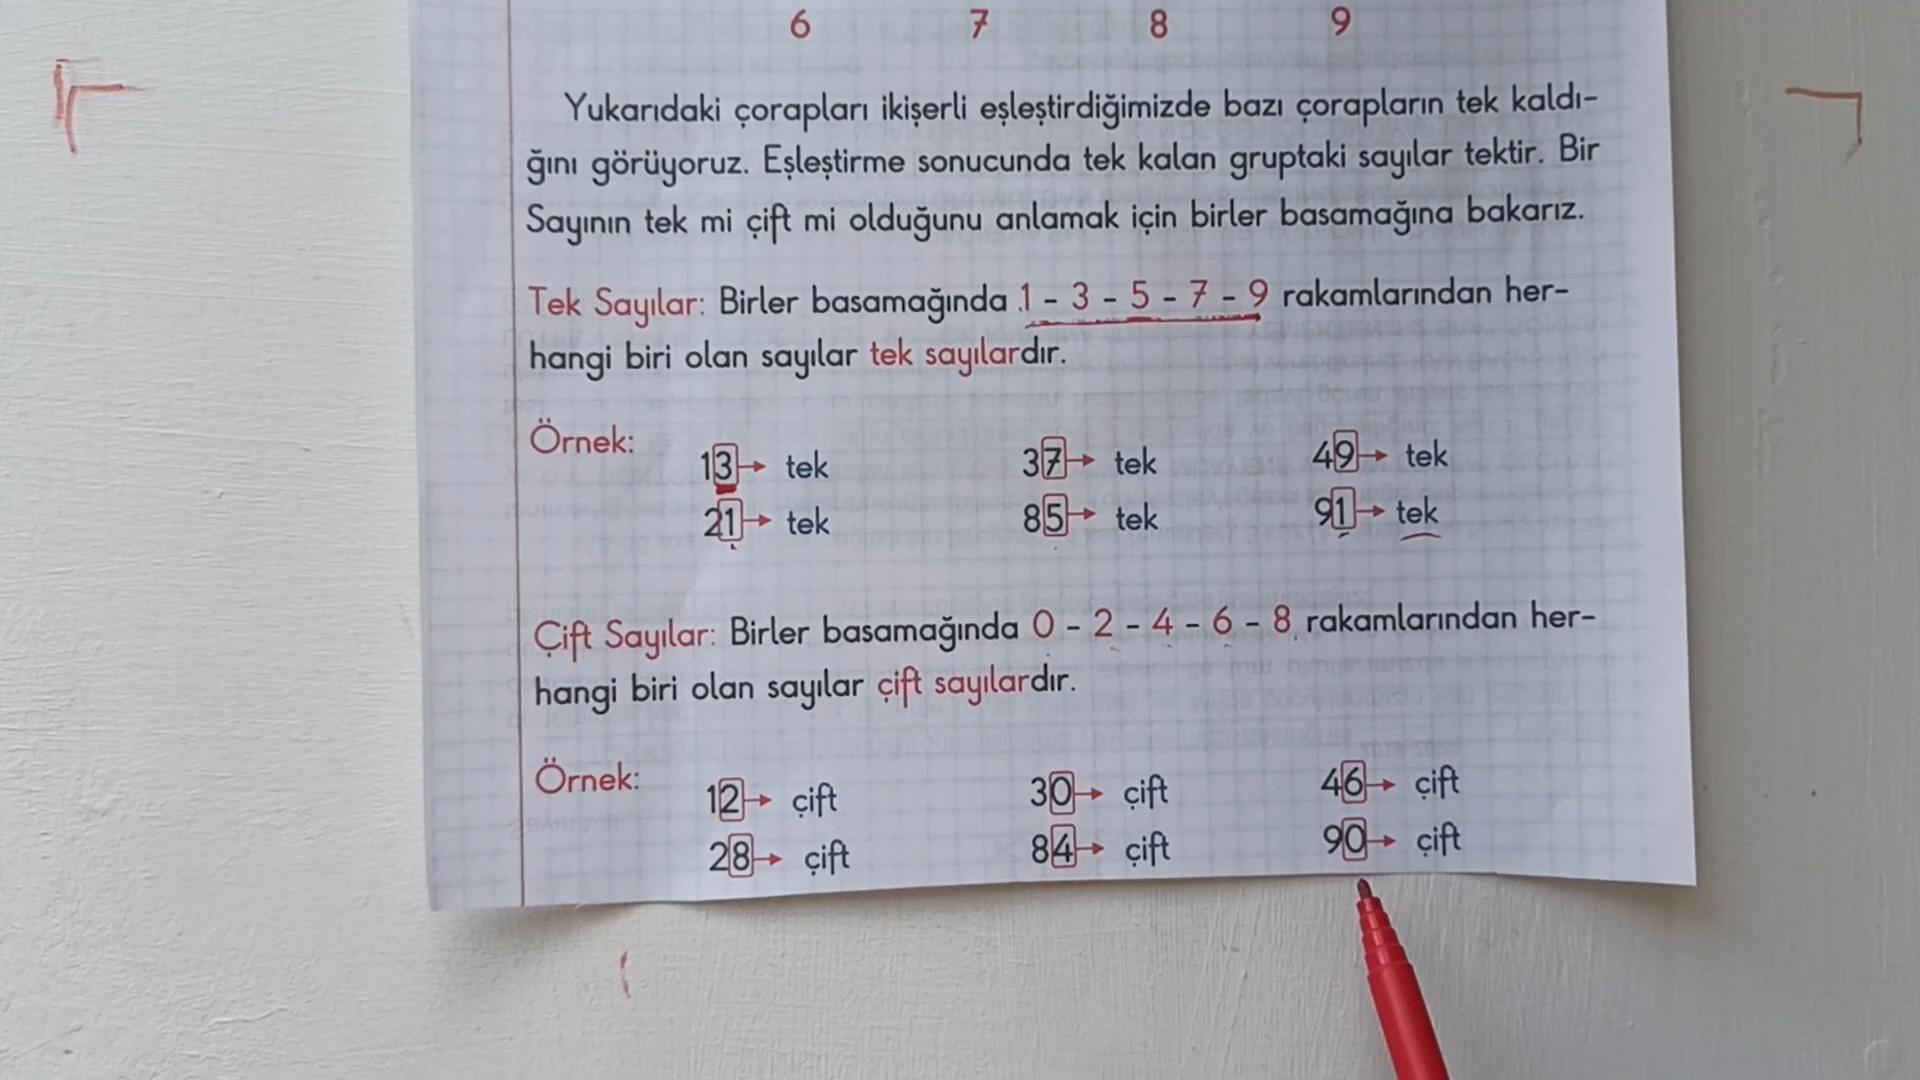 6 7 8 9
Yukarıdaki çorapları ikişerli eşleştirdiğimizde bazı çorapların tek kaldı-
ğını görüyoruz. Eşleştirme sonucunda tek kalan gruptaki sayılar tektir. Bir
Sayının tek mi çift mi olduğunu anlamak için birler basamağına bakarız.
Tek Sayılar: Birler basamağında 1 - 3 - 5 - 7 - 9 rakamlarından her-
hangi biri olan sayılar tek sayılardır.
Örnek:
13→ tek 37→ tek 49→ tek
21→ tek 85→ tek 91→ tek
Çift Sayılar: Birler basamağında 0 - 2 - 4 - 6 - 8 rakamlarından her-
hangi biri olan sayılar çift sayılardır.
Örnek:
12→ çift 30→ çift 46→ çift
28→ çift 84→ çift 90→ çift